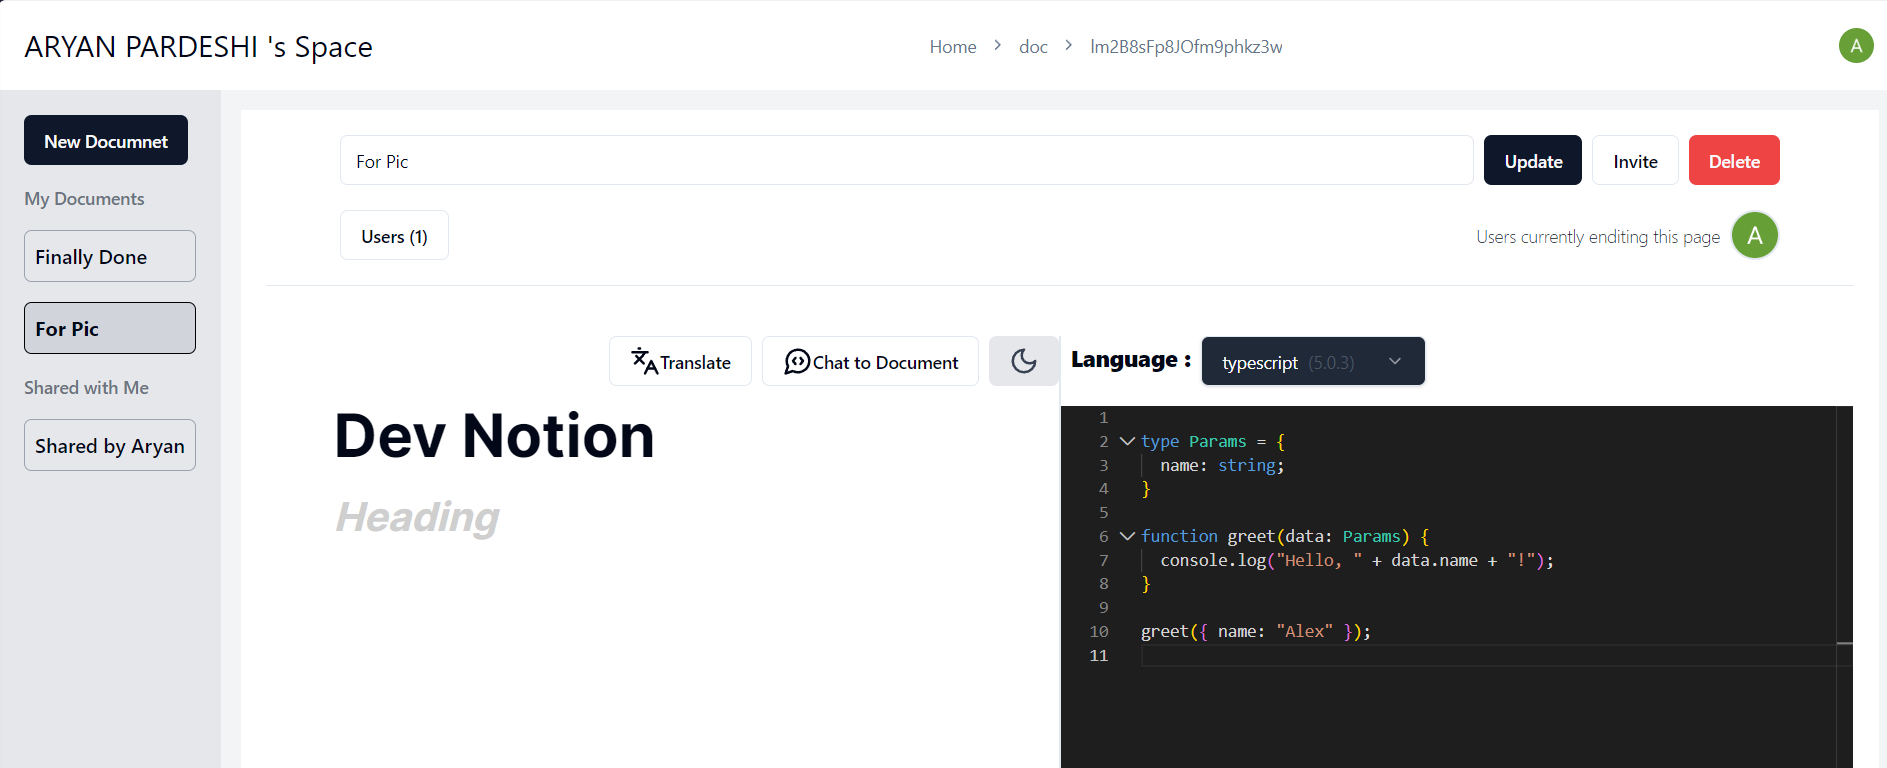 ARYAN PARDESHI 's Space
Home > doc > lm2B8sFp8JOfm9phkz3w
A
New Documnet
My Documents
Finally Done
For Pic
Shared with Me
Shared by Aryan
For Pic
Update
Invite
Delete
Users (1)
Users currently enditing this page
A
Translate
Chat to Document
Language :
typescript (5.0.3)
Dev Notion
Heading
1
2 type Params = {
3 name: string;
4 }
5
6 function greet(data: Params) {
7 console.log("Hello, " + data.name + "!");
8 }
9
10 greet({ name: "Alex" });
11